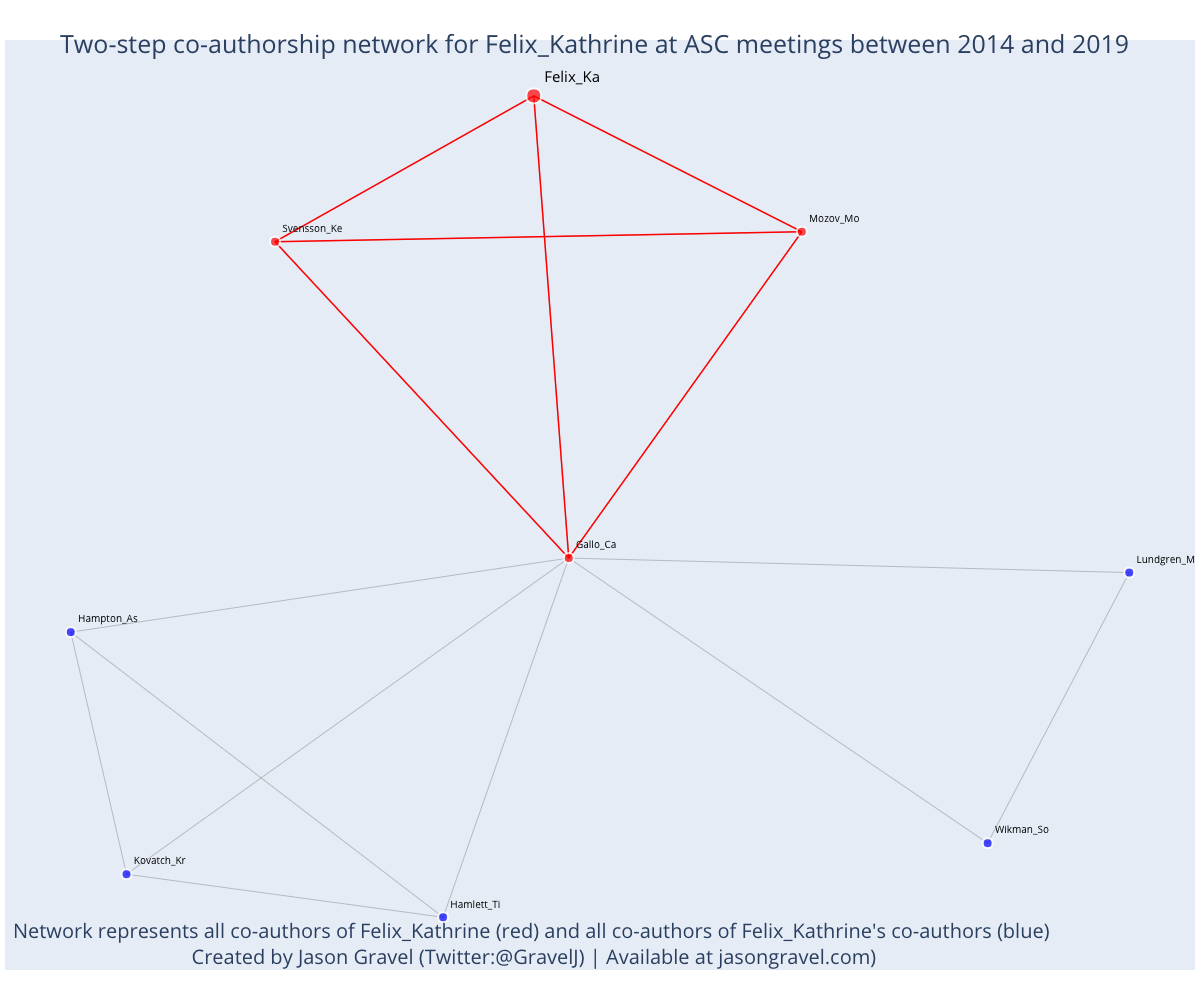 Two-step co-authorship network for Felix_Kathrine at ASC meetings between 2014 and 2019
Felix_Ka
Mozov_Mo
Svensson_Ke
Gallo_Ca
Lundgren_M
Hampton_As
Wikman_So
Kovatch_Kr
Hamlett_Ti
Network represents all co-authors of Felix_Kathrine (red) and all co-authors of Felix_Kathrine's co-authors (blue)
Created by Jason Gravel (Twitter:@GravelJ) | Available at jasongravel.com)